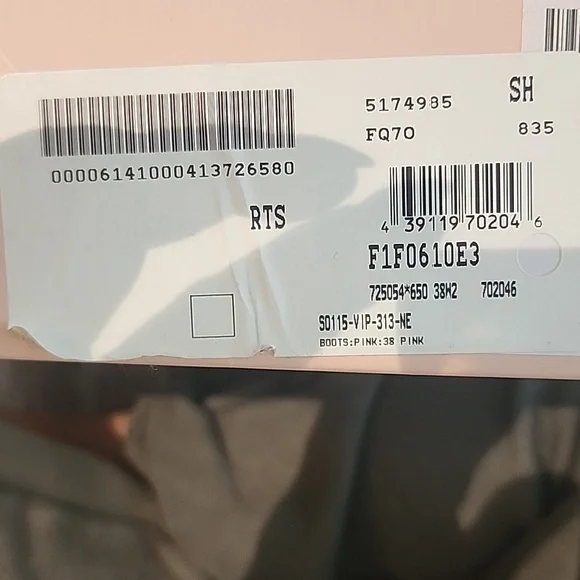 5174985 SH
FQ70 835
00006141000413726580
RTS
4 39119 70204 6
F1F0610E3
725054*650 38M2 702046
S0115-VIP-313-NE
BOOTS:PINK:38 PINK